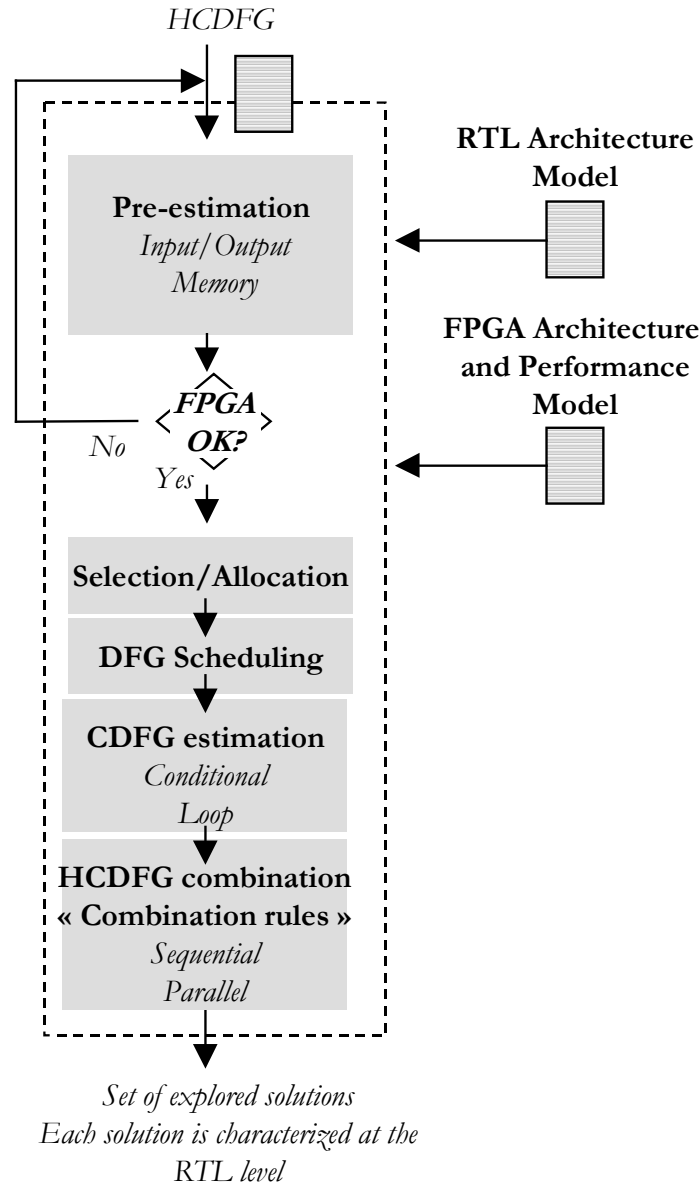 HCDFG
RTL Architecture
Model
Pre-estimation
Input/Output
Memory
FPGA Architecture
and Performance
Model
FPGA
OK?
No
Yes
Selection/Allocation
DFG Scheduling
CDFG estimation
Conditional
Loop
HCDFG combination
« Combination rules »
Sequential
Parallel
Set of explored solutions
Each solution is characterized at the
RTL level